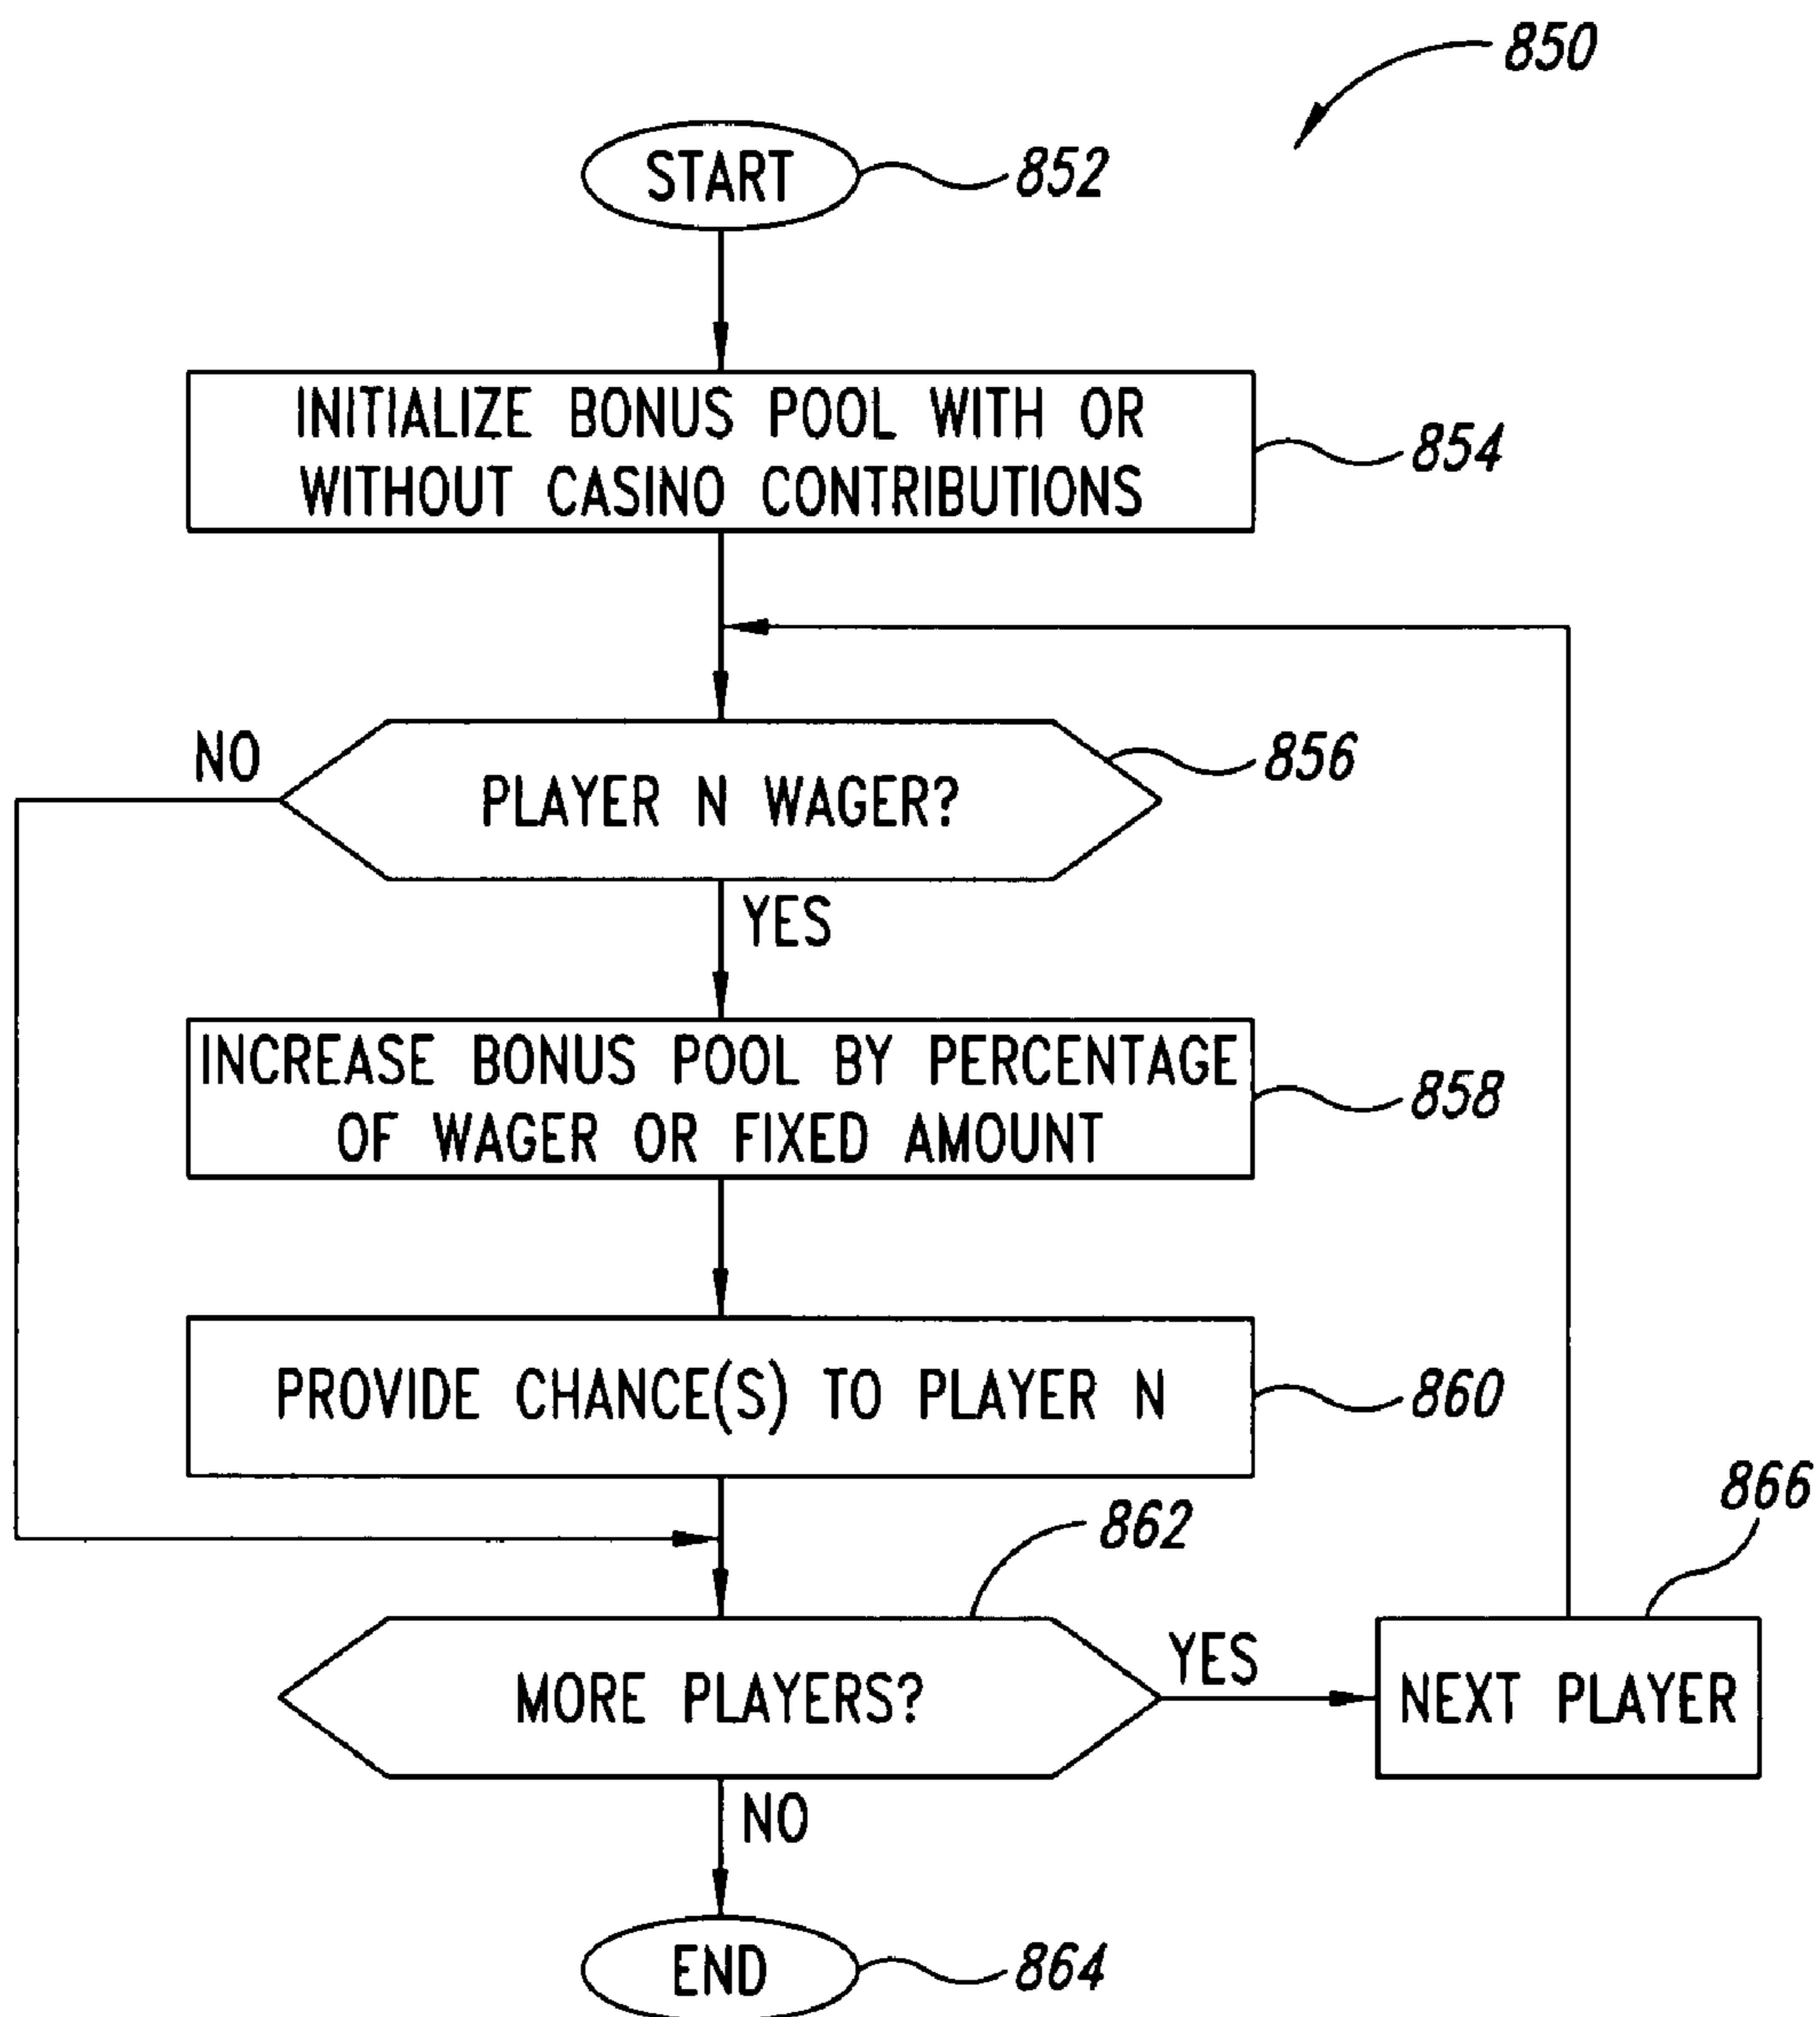 850
START
852
INITIALIZE BONUS POOL WITH OR
WITHOUT CASINO CONTRIBUTIONS
854
NO
PLAYER N WAGER?
856
YES
INCREASE BONUS POOL BY PERCENTAGE
OF WAGER OR FIXED AMOUNT
858
PROVIDE CHANCE(S) TO PLAYER N
860
862
866
MORE PLAYERS?
YES
NEXT PLAYER
NO
END
864